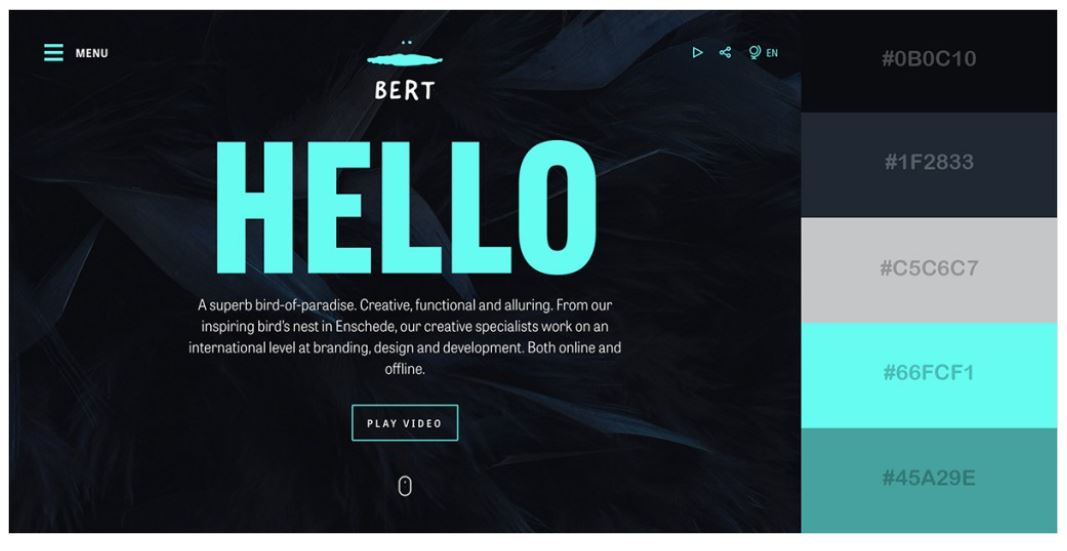 MENU
BERT
EN
HELLO
A superb bird-of-paradise. Creative, functional and alluring. From our
inspiring bird's nest in Enschede, our creative specialists work on an
international level at branding, design and development. Both online and
offline.
PLAY VIDEO
#0B0C10
#1F2833
#C5C6C7
#66FCF1
#45A29E